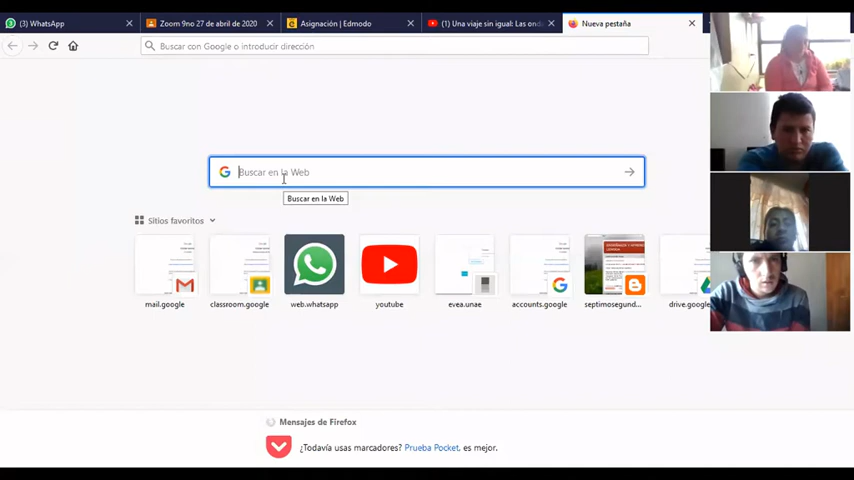 (3) WhatsApp
Zoom 9no 27 de abril de 2020
Asignación | Edmodo
(1) Una viaje sin igual: Las ond
Nueva pestaña
Buscar con Google o introducir dirección
Buscar en la Web
Buscar en la Web
Sitios favoritos
mail.google
classroom.google
web.whatsapp
youtube
evea.unae
accounts.google
septimosegund...
drive.google
Mensajes de Firefox
¿Todavía usas marcadores? Prueba Pocket, es mejor.